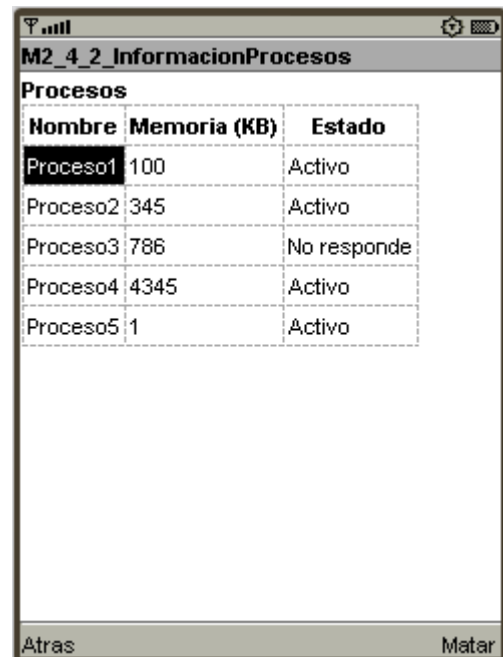 M2_4_2_InformacionProcesos
Procesos
Nombre Memoria (KB) Estado
Proceso1 100 Activo
Proceso2 345 Activo
Proceso3 786 No responde
Proceso4 4345 Activo
Proceso5 1 Activo
Atras Matar